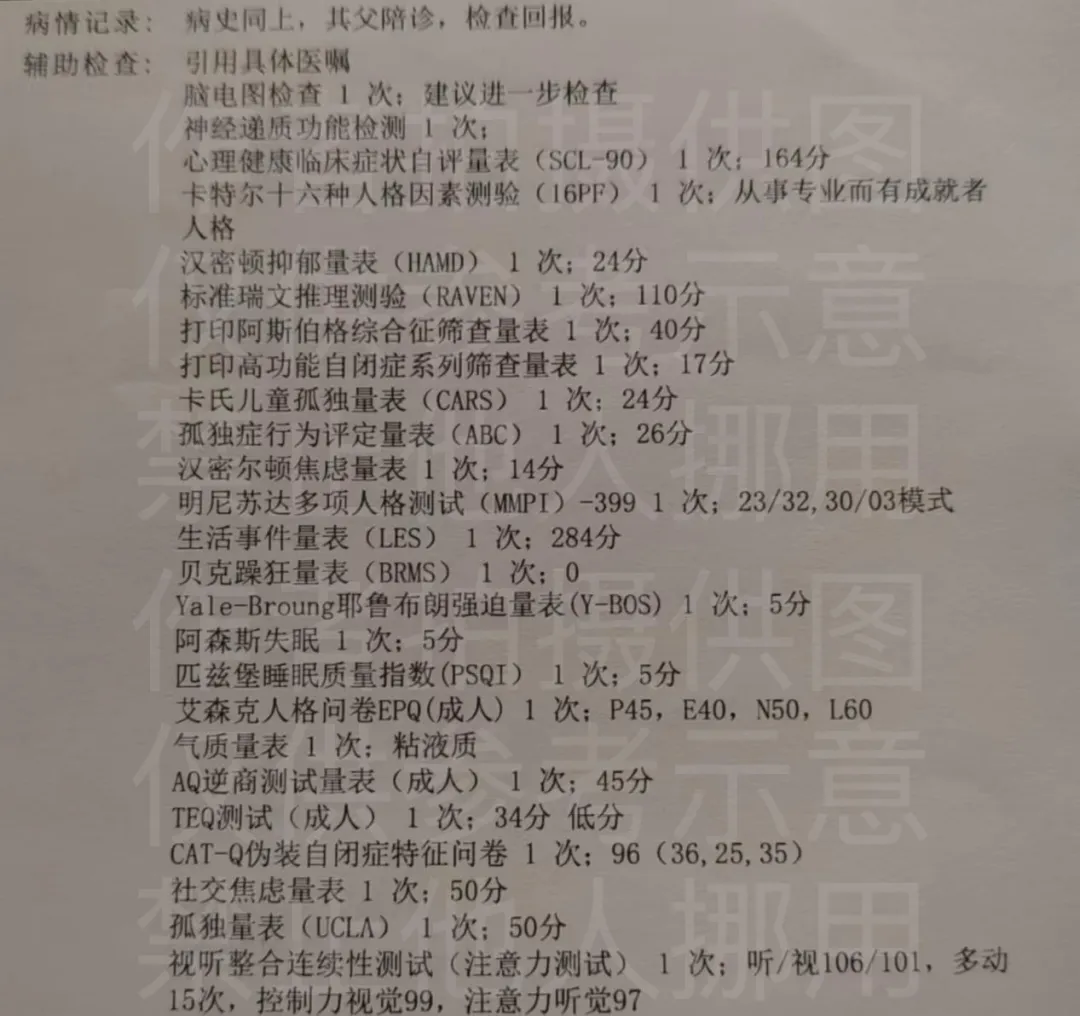 病情记录： 病史同上，其父陪诊，检查回报。
辅助检查： 引用具体医嘱
脑电图检查 1 次；建议进一步检查
神经递质功能检测 1 次；
心理健康临床症状自评量表（SCL-90） 1 次；164分
卡特尔十六种人格因素测验（16PF） 1 次；从事专业而有成就者
人格
汉密顿抑郁量表（HAMD） 1 次；24分
标准瑞文推理测验（RAVEN） 1 次；110分
打印阿斯伯格综合征筛查量表 1 次；40分
打印高功能自闭症系列筛查量表 1 次；17分
卡氏儿童孤独量表（CARS） 1 次；24分
孤独症行为评定量表（ABC） 1 次；26分
汉密尔顿焦虑量表 1 次；14分
明尼苏达多项人格测试（MMPI）-399 1 次；23/32,30/03模式
生活事件量表（LES） 1 次；284分
贝克躁狂量表（BRMS） 1 次；0
Yale-Broung耶鲁布朗强迫量表(Y-BOS) 1 次；5分
阿森斯失眠 1 次；5分
匹兹堡睡眠质量指数(PSQI） 1 次；5分
艾森克人格问卷EPQ(成人) 1 次；P45，E40，N50，L60
气质量表 1 次；粘液质
AQ逆商测试量表（成人） 1 次；45分
TEQ测试（成人） 1 次；34分 低分
CAT-Q伪装自闭症特征问卷 1 次；96（36,25,35）
社交焦虑量表 1 次；50分
孤独量表（UCLA） 1 次；50分
视听整合连续性测试（注意力测试） 1 次；听/视106/101，多动
15次，控制力视觉99，注意力听觉97